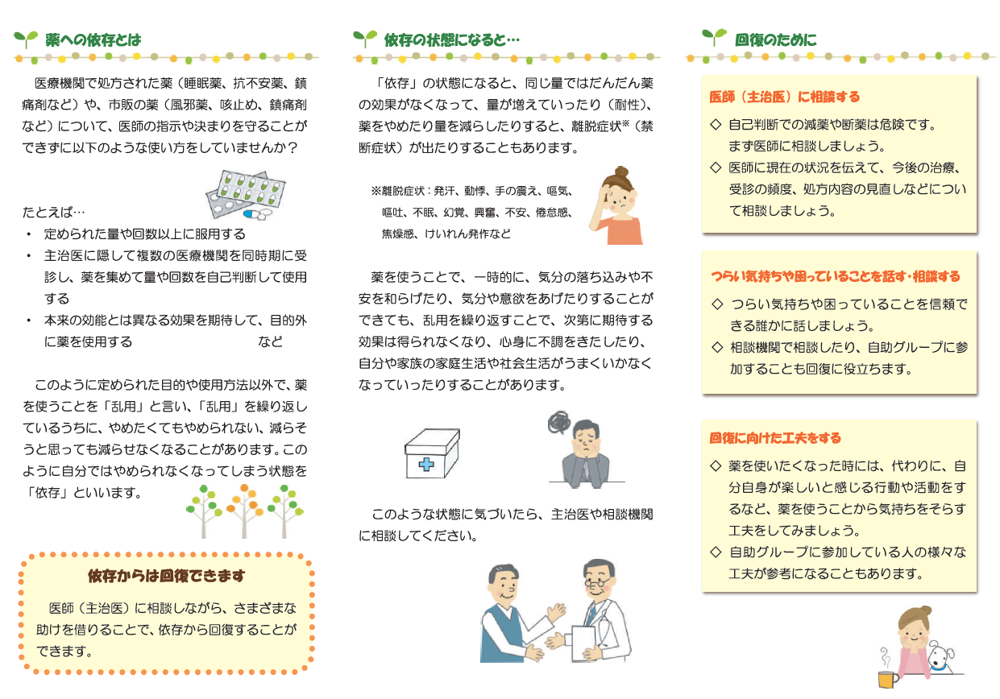 薬への依存とは
医療機関で処方された薬（睡眠薬、抗不安薬、鎮
痛剤など）や、市販の薬（風邪薬、咳止め、鎮痛剤
など）について、医師の指示や決まりを守ることが
できずに以下のような使い方をしていませんか？
たとえば…
・ 定められた量や回数以上に服用する
・ 主治医に隠して複数の医療機関を同時期に受
診し、薬を集めて量や回数を自己判断して使用
する
・ 本来の効能とは異なる効果を期待して、目的外
に薬を使用する など
このように定められた目的や使用方法以外で、薬
を使うことを「乱用」と言い、「乱用」を繰り返し
ているうちに、やめたくてもやめられない、減らそ
うと思っても減らせなくなることがあります。この
ように自分ではやめられなくなってしまう状態を
「依存」といいます。
依存からは回復できます
医師（主治医）に相談しながら、さまざまな
助けを借りることで、依存から回復することが
できます。
依存の状態になると…
「依存」の状態になると、同じ量ではだんだん薬
の効果がなくなって、量が増えていったり（耐性）、
薬をやめたり量を減らしたりすると、離脱症状※（禁
断症状）が出たりすることもあります。
※離脱症状：発汗、動悸、手の震え、嘔気、
嘔吐、不眠、幻覚、興奮、不安、倦怠感、
焦燥感、けいれん発作など
薬を使うことで、一時的に、気分の落ち込みや不
安を和らげたり、気分や意欲をあげたりすることが
できても、乱用を繰り返すことで、次第に期待する
効果は得られなくなり、心身に不調をきたしたり、
自分や家族の家庭生活や社会生活がうまくいかなく
なっていったりすることがあります。
このような状態に気づいたら、主治医や相談機関
に相談してください。
回復のために
医師（主治医）に相談する
◇ 自己判断での減薬や断薬は危険です。
まず医師に相談しましょう。
◇ 医師に現在の状況を伝えて、今後の治療、
受診の頻度、処方内容の見直しなどについ
て相談しましょう。
つらい気持ちや困っていることを話す・相談する
◇ つらい気持ちや困っていることを信頼で
きる誰かに話しましょう。
◇ 相談機関で相談したり、自助グループに参
加することも回復に役立ちます。
回復に向けた工夫をする
◇ 薬を使いたくなった時には、代わりに、自
分自身が楽しいと感じる行動や活動をす
るなど、薬を使うことから気持ちをそらす
工夫をしてみましょう。
◇ 自助グループに参加している人の様々な
工夫が参考になることもあります。